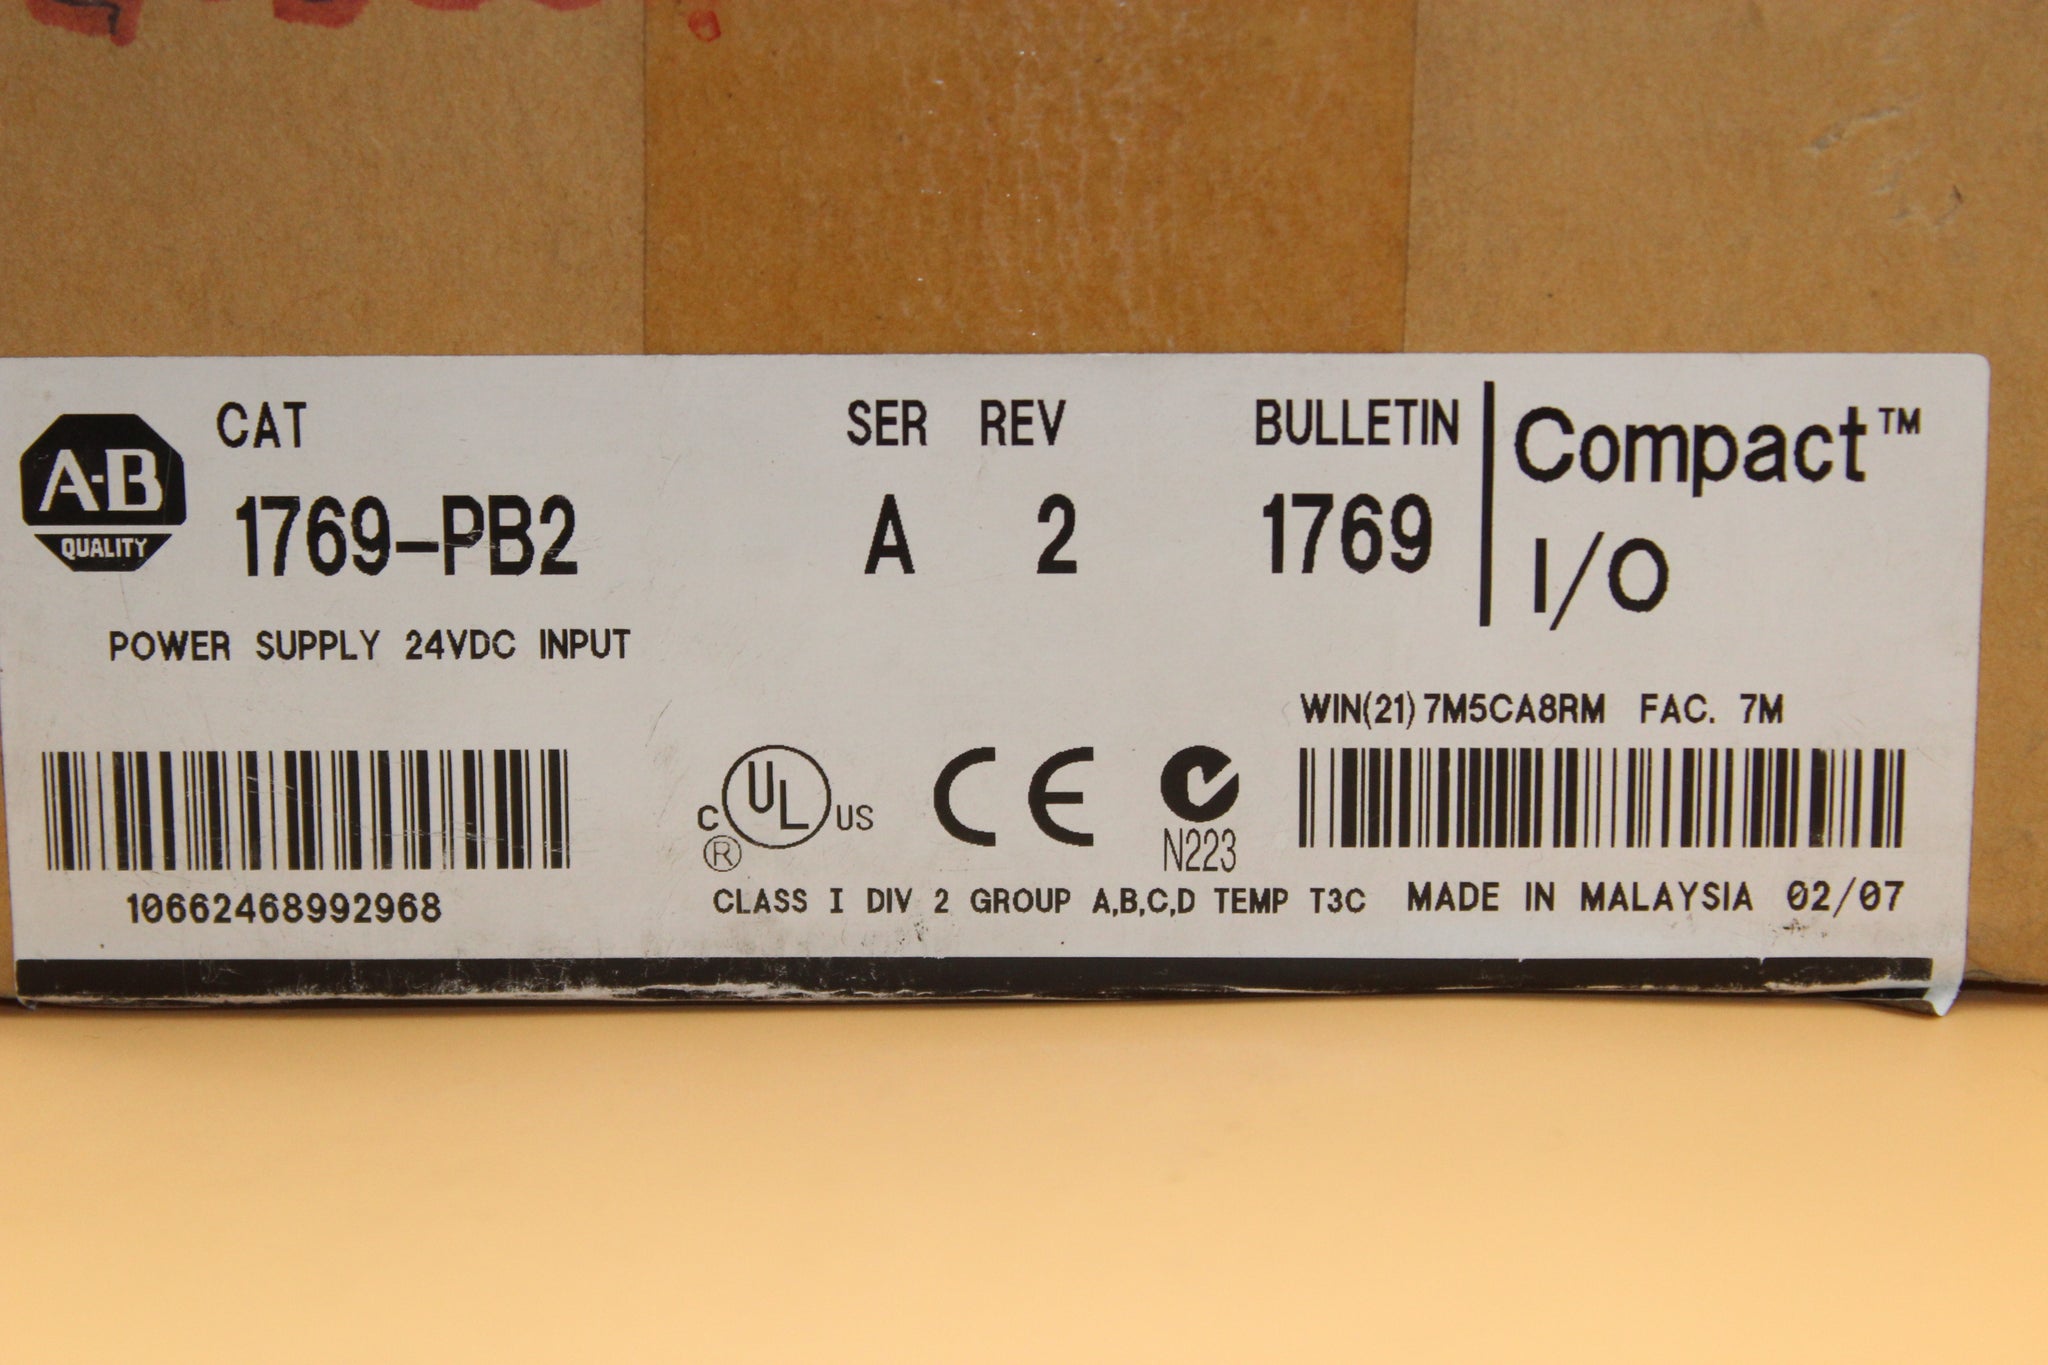 A-B
QUALITY
CAT
1769-PB2
SER REV
A 2
BULLETIN
1769
Compact™
I/O
POWER SUPPLY 24VDC INPUT
WIN(21)7M5CA8RM FAC. 7M
10662468992968
C UL US
®
CE
N223
CLASS I DIV 2 GROUP A,B,C,D TEMP T3C MADE IN MALAYSIA 02/07